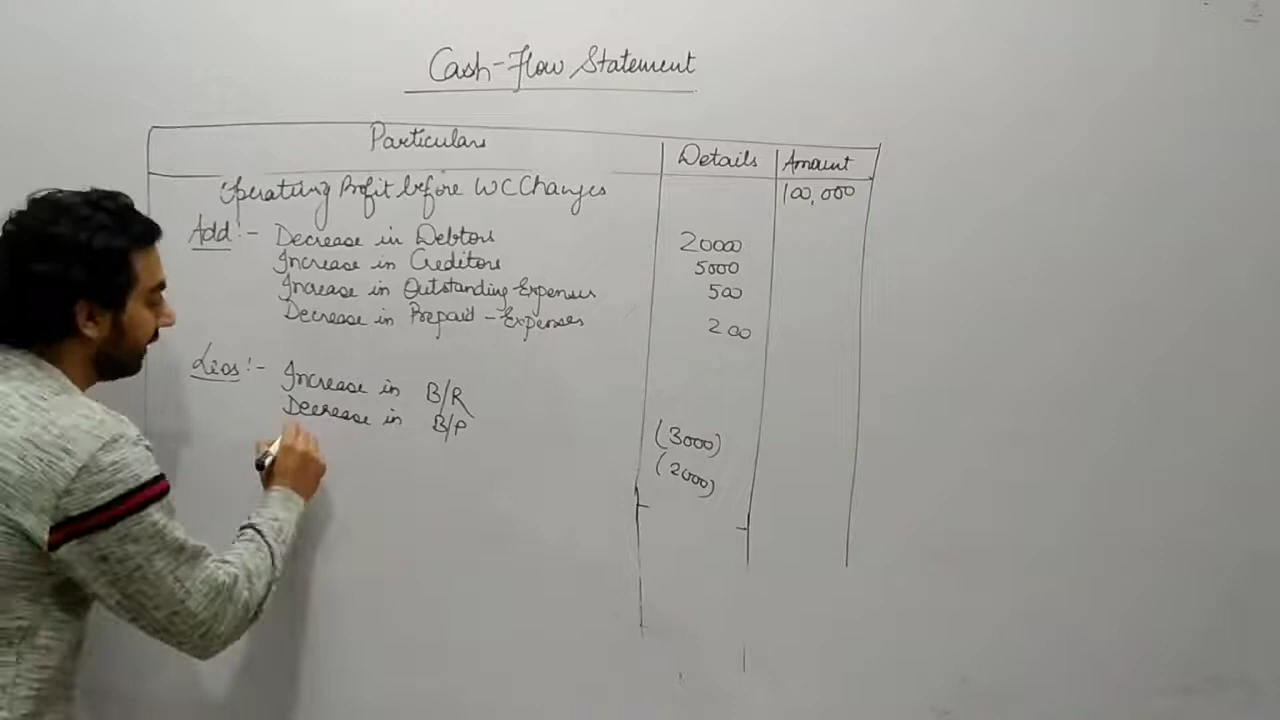 Cash-Flow Statement
Particulars Details Amount
Operating Profit before WC Changes 100,000
Add:- Decrease in Debtors 20000
Increase in Creditors 5000
Increase in Outstanding Expenses 500
Decrease in Prepaid-Expenses 200
Less:- Increase in B/R (3000)
Decrease in B/P (2000)